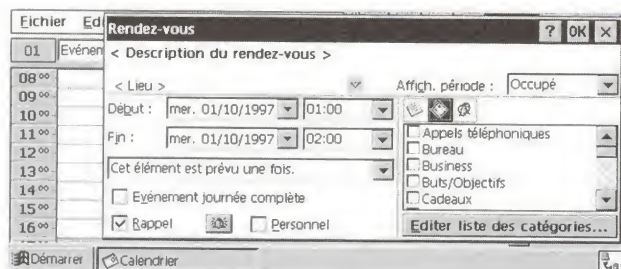 Fichier Edi
Rendez-vous ? OK ×
01 Evénem
< Description du rendez-vous >
< Lieu > Affich. période : Occupé
08 00
09 00
10 00
11 00
12 00
13 00
14 00
15 00
16 00
Début : mer. 01/10/1997 01:00
Fin : mer. 01/10/1997 02:00
Cet élément est prévu une fois.
Evénement journée complète
Rappel Personnel
Appels téléphoniques
Bureau
Business
Buts/Objectifs
Cadeaux
Editer liste des catégories...
Démarrer Calendrier